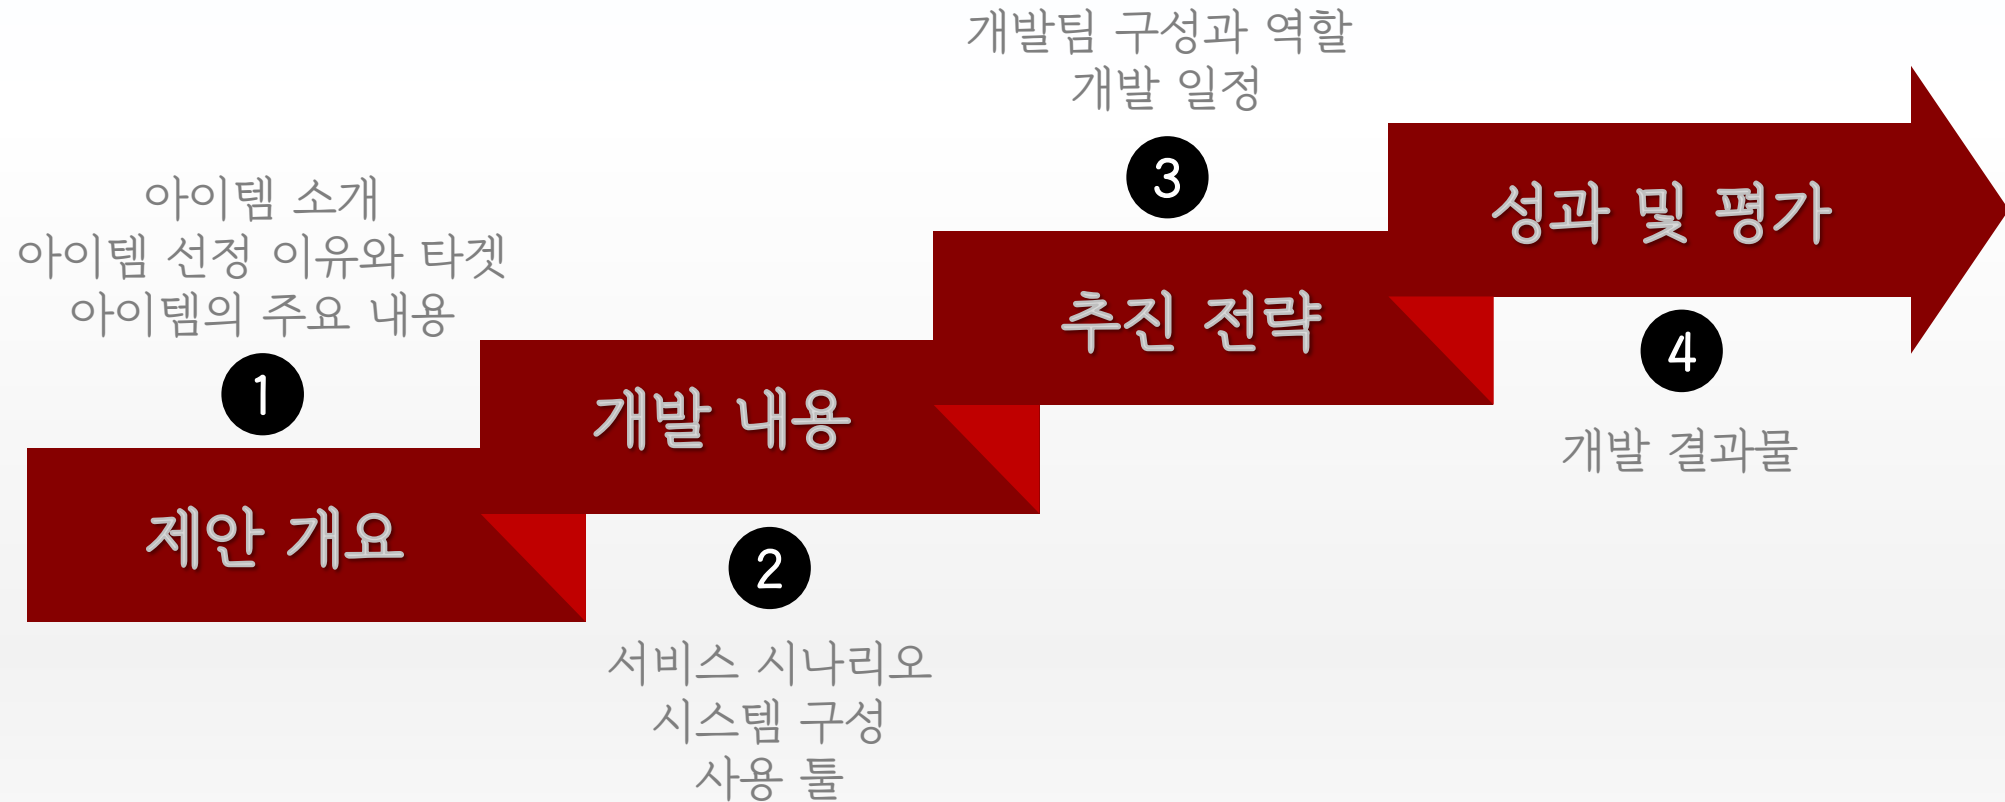 아이템 소개
아이템 선정 이유와 타겟
아이템의 주요 내용
1
제안 개요
개발 내용
2
서비스 시나리오
시스템 구성
사용 툴
개발팀 구성과 역할
개발 일정
3
추진 전략
성과 및 평가
4
개발 결과물